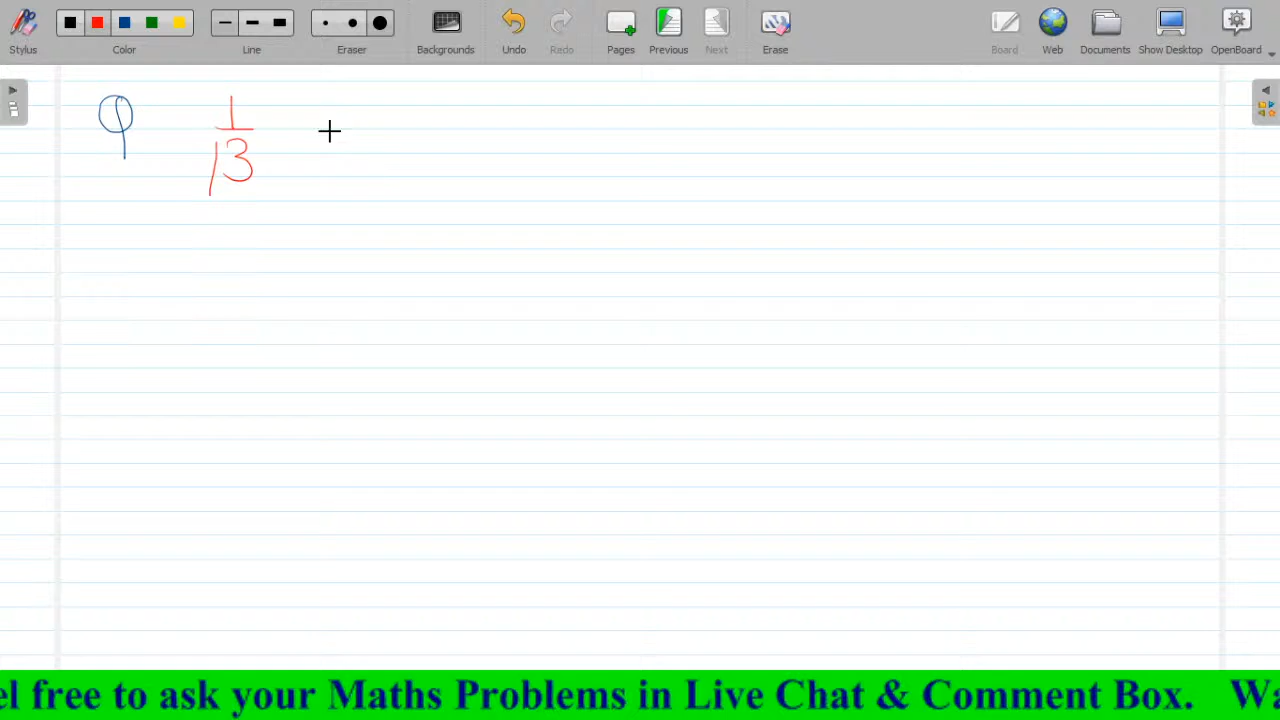 Stylus Color Line Eraser Backgrounds Undo Redo Pages Previous Next Erase Board Web Documents Show Desktop OpenBoard
Q 1
13
el free to ask your Maths Problems in Live Chat & Comment Box. Wa